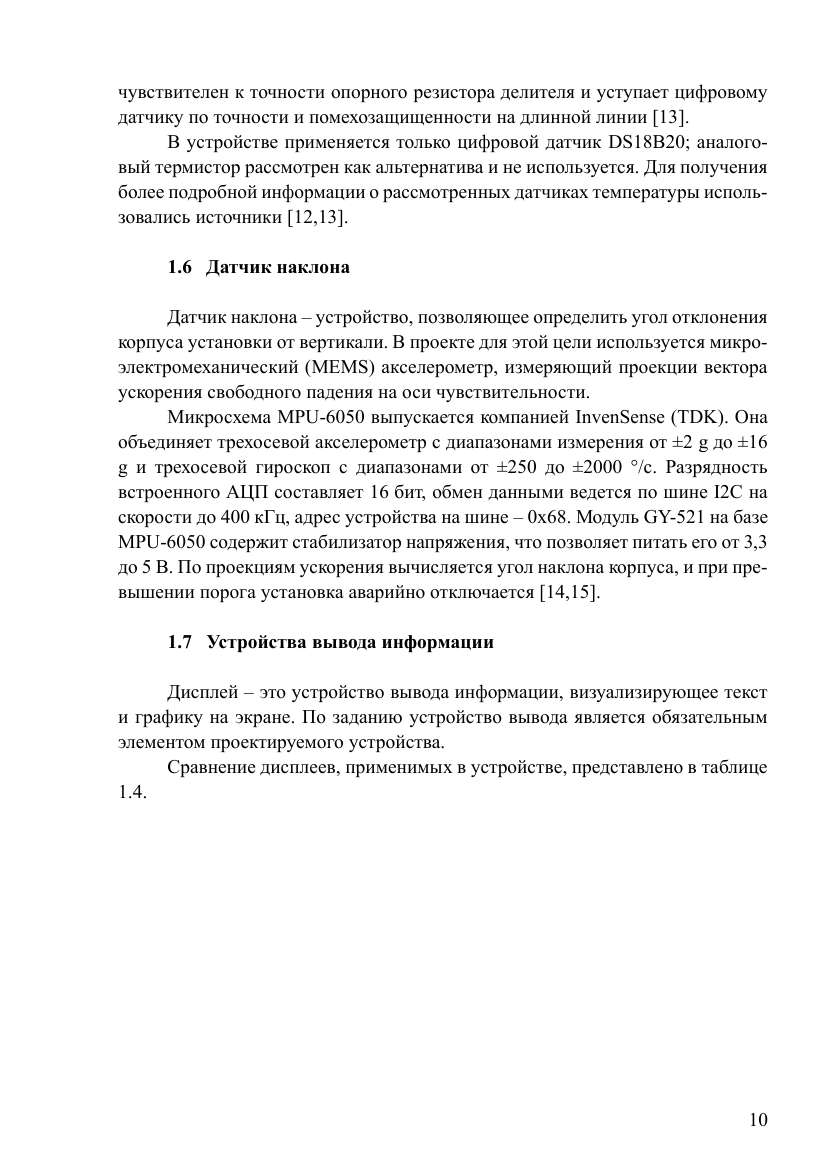 чувствителен к точности опорного резистора делителя и уступает цифровому
датчику по точности и помехозащищенности на длинной линии [13].
В устройстве применяется только цифровой датчик DS18B20; аналого-
вый термистор рассмотрен как альтернатива и не используется. Для получения
более подробной информации о рассмотренных датчиках температуры исполь-
зовались источники [12,13].
1.6 Датчик наклона
Датчик наклона – устройство, позволяющее определить угол отклонения
корпуса установки от вертикали. В проекте для этой цели используется микро-
электромеханический (MEMS) акселерометр, измеряющий проекции вектора
ускорения свободного падения на оси чувствительности.
Микросхема MPU-6050 выпускается компанией InvenSense (TDK). Она
объединяет трехосевой акселерометр с диапазонами измерения от ±2 g до ±16
g и трехосевой гироскоп с диапазонами от ±250 до ±2000 °/с. Разрядность
встроенного АЦП составляет 16 бит, обмен данными ведется по шине I2C на
скорости до 400 кГц, адрес устройства на шине – 0x68. Модуль GY-521 на базе
MPU-6050 содержит стабилизатор напряжения, что позволяет питать его от 3,3
до 5 В. По проекциям ускорения вычисляется угол наклона корпуса, и при пре-
вышении порога установка аварийно отключается [14,15].
1.7 Устройства вывода информации
Дисплей – это устройство вывода информации, визуализирующее текст
и графику на экране. По заданию устройство вывода является обязательным
элементом проектируемого устройства.
Сравнение дисплеев, применимых в устройстве, представлено в таблице
1.4.
10